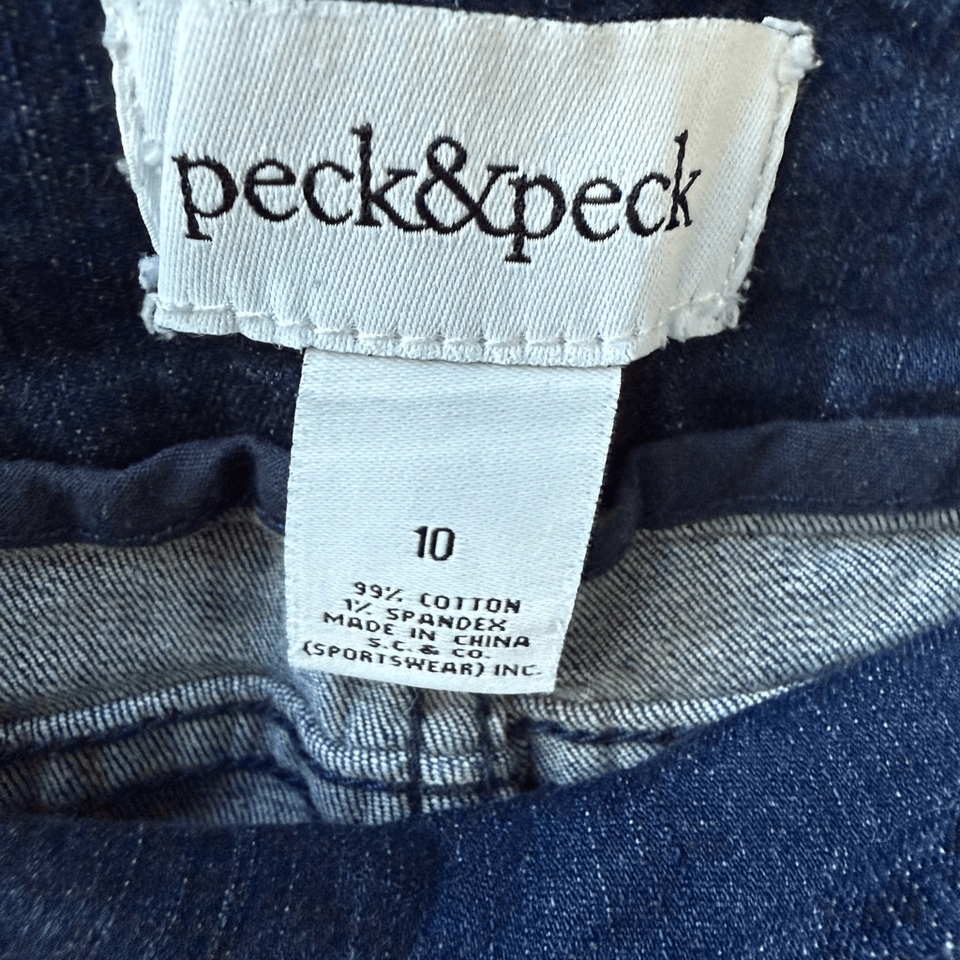 peck&peck
10
99% COTTON
1% SPANDEX
MADE IN CHINA
S.C. & CO.
(SPORTSWEAR) INC.